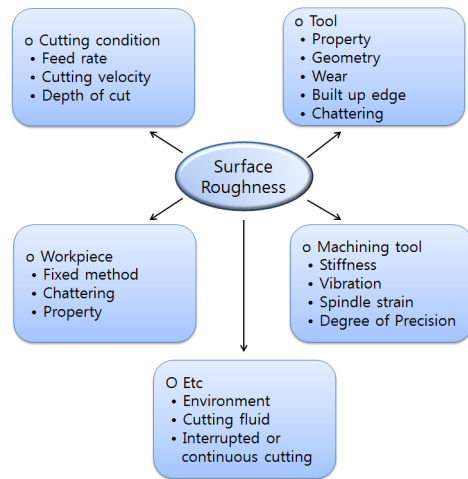 o Cutting condition
• Feed rate
• Cutting velocity
• Depth of cut
o Tool
• Property
• Geometry
• Wear
• Built up edge
• Chattering
Surface
Roughness
o Workpiece
• Fixed method
• Chattering
• Property
o Machining tool
• Stiffness
• Vibration
• Spindle strain
• Degree of Precision
O Etc
• Environment
• Cutting fluid
• Interrupted or
continuous cutting